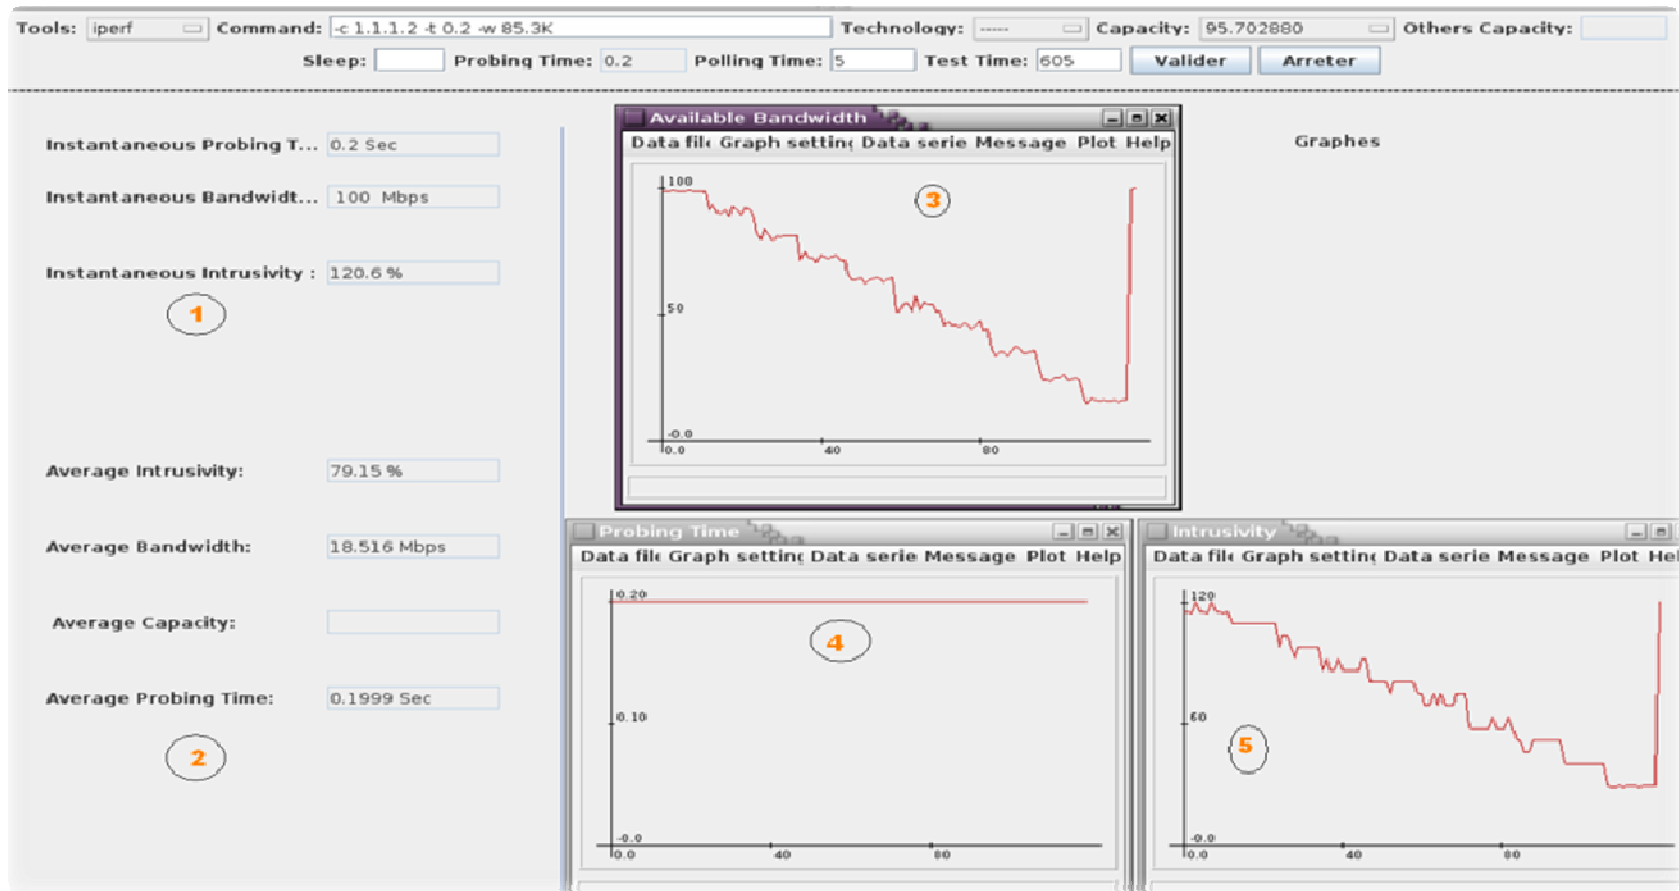 Tools: iperf Command: -c 1.1.1.2 -t 0.2 -w 85.3K Technology: ----- Capacity: 95.702880 Others Capacity:
Sleep: Probing Time: 0.2 Polling Time: 5 Test Time: 605 Valider Arreter
Instantaneous Probing T... 0.2 Sec
Instantaneous Bandwidt... 100 Mbps
Instantaneous Intrusivity : 120.6 %
1
Average Intrusivity: 79.15 %
Average Bandwidth: 18.516 Mbps
Average Capacity:
Average Probing Time: 0.1999 Sec
2
Available Bandwidth
Data file Graph setting Data serie Message Plot Help
100
3
50
-0.0
0.0 40 80
Graphes
Probing Time
Data file Graph setting Data serie Message Plot Help
0.20
4
0.10
-0.0
0.0 40 80
Intrusivity
Data file Graph setting Data serie Message Plot Hel
120
60
5
-0.0
0.0 40 80